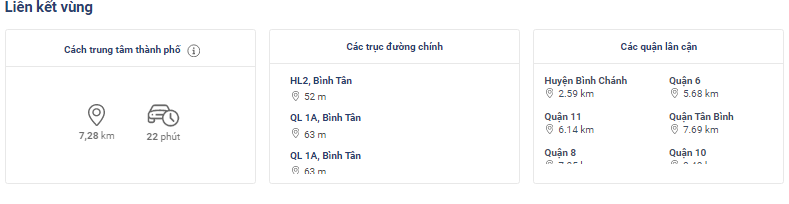 Liên kết vùng
Cách trung tâm thành phố
7,28 km
22 phút
Các trục đường chính
HL2, Bình Tân
52 m
QL 1A, Bình Tân
63 m
QL 1A, Bình Tân
63 m
Các quận lân cận
Huyện Bình Chánh
2.59 km
Quận 6
5.68 km
Quận 11
6.14 km
Quận Tân Bình
7.69 km
Quận 8
Quận 10